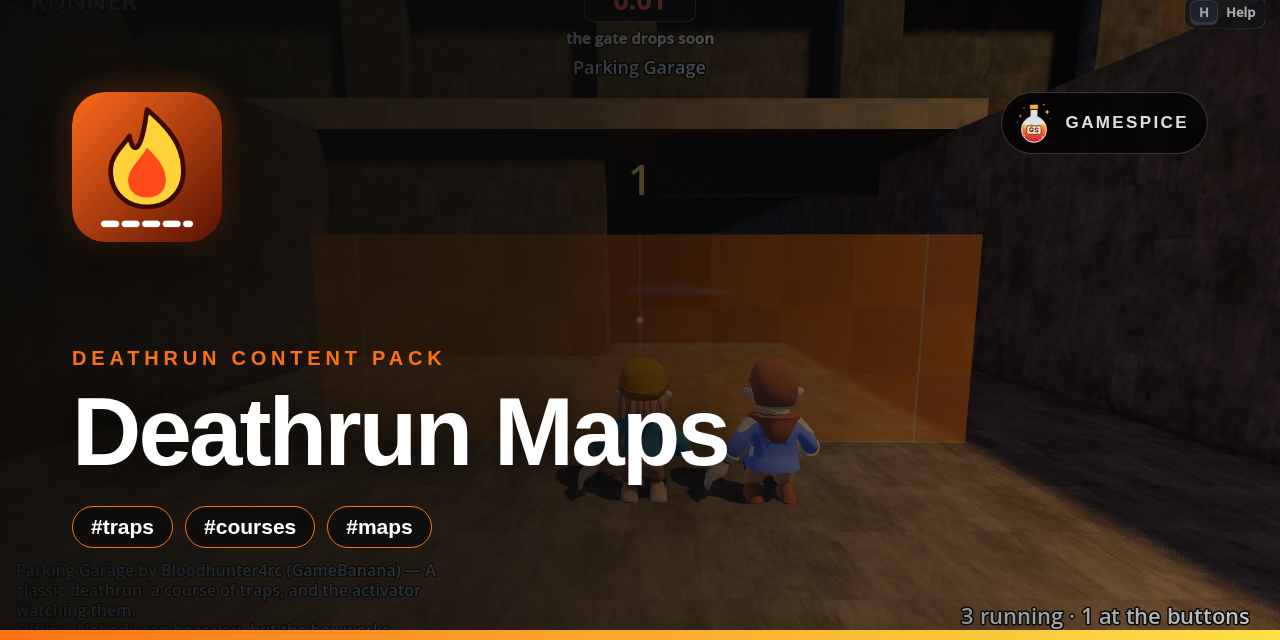 RUNNER
0.01
H Help
the gate drops soon
Parking Garage
GS
GAMESPICE
1
DEATHRUN CONTENT PACK
Deathrun Maps
#traps #courses #maps
Parking Garage by Bloodhunter4rc (GameBanana) — A
classic deathrun: a course of traps, and the activator
watching them.
3 running · 1 at the buttons